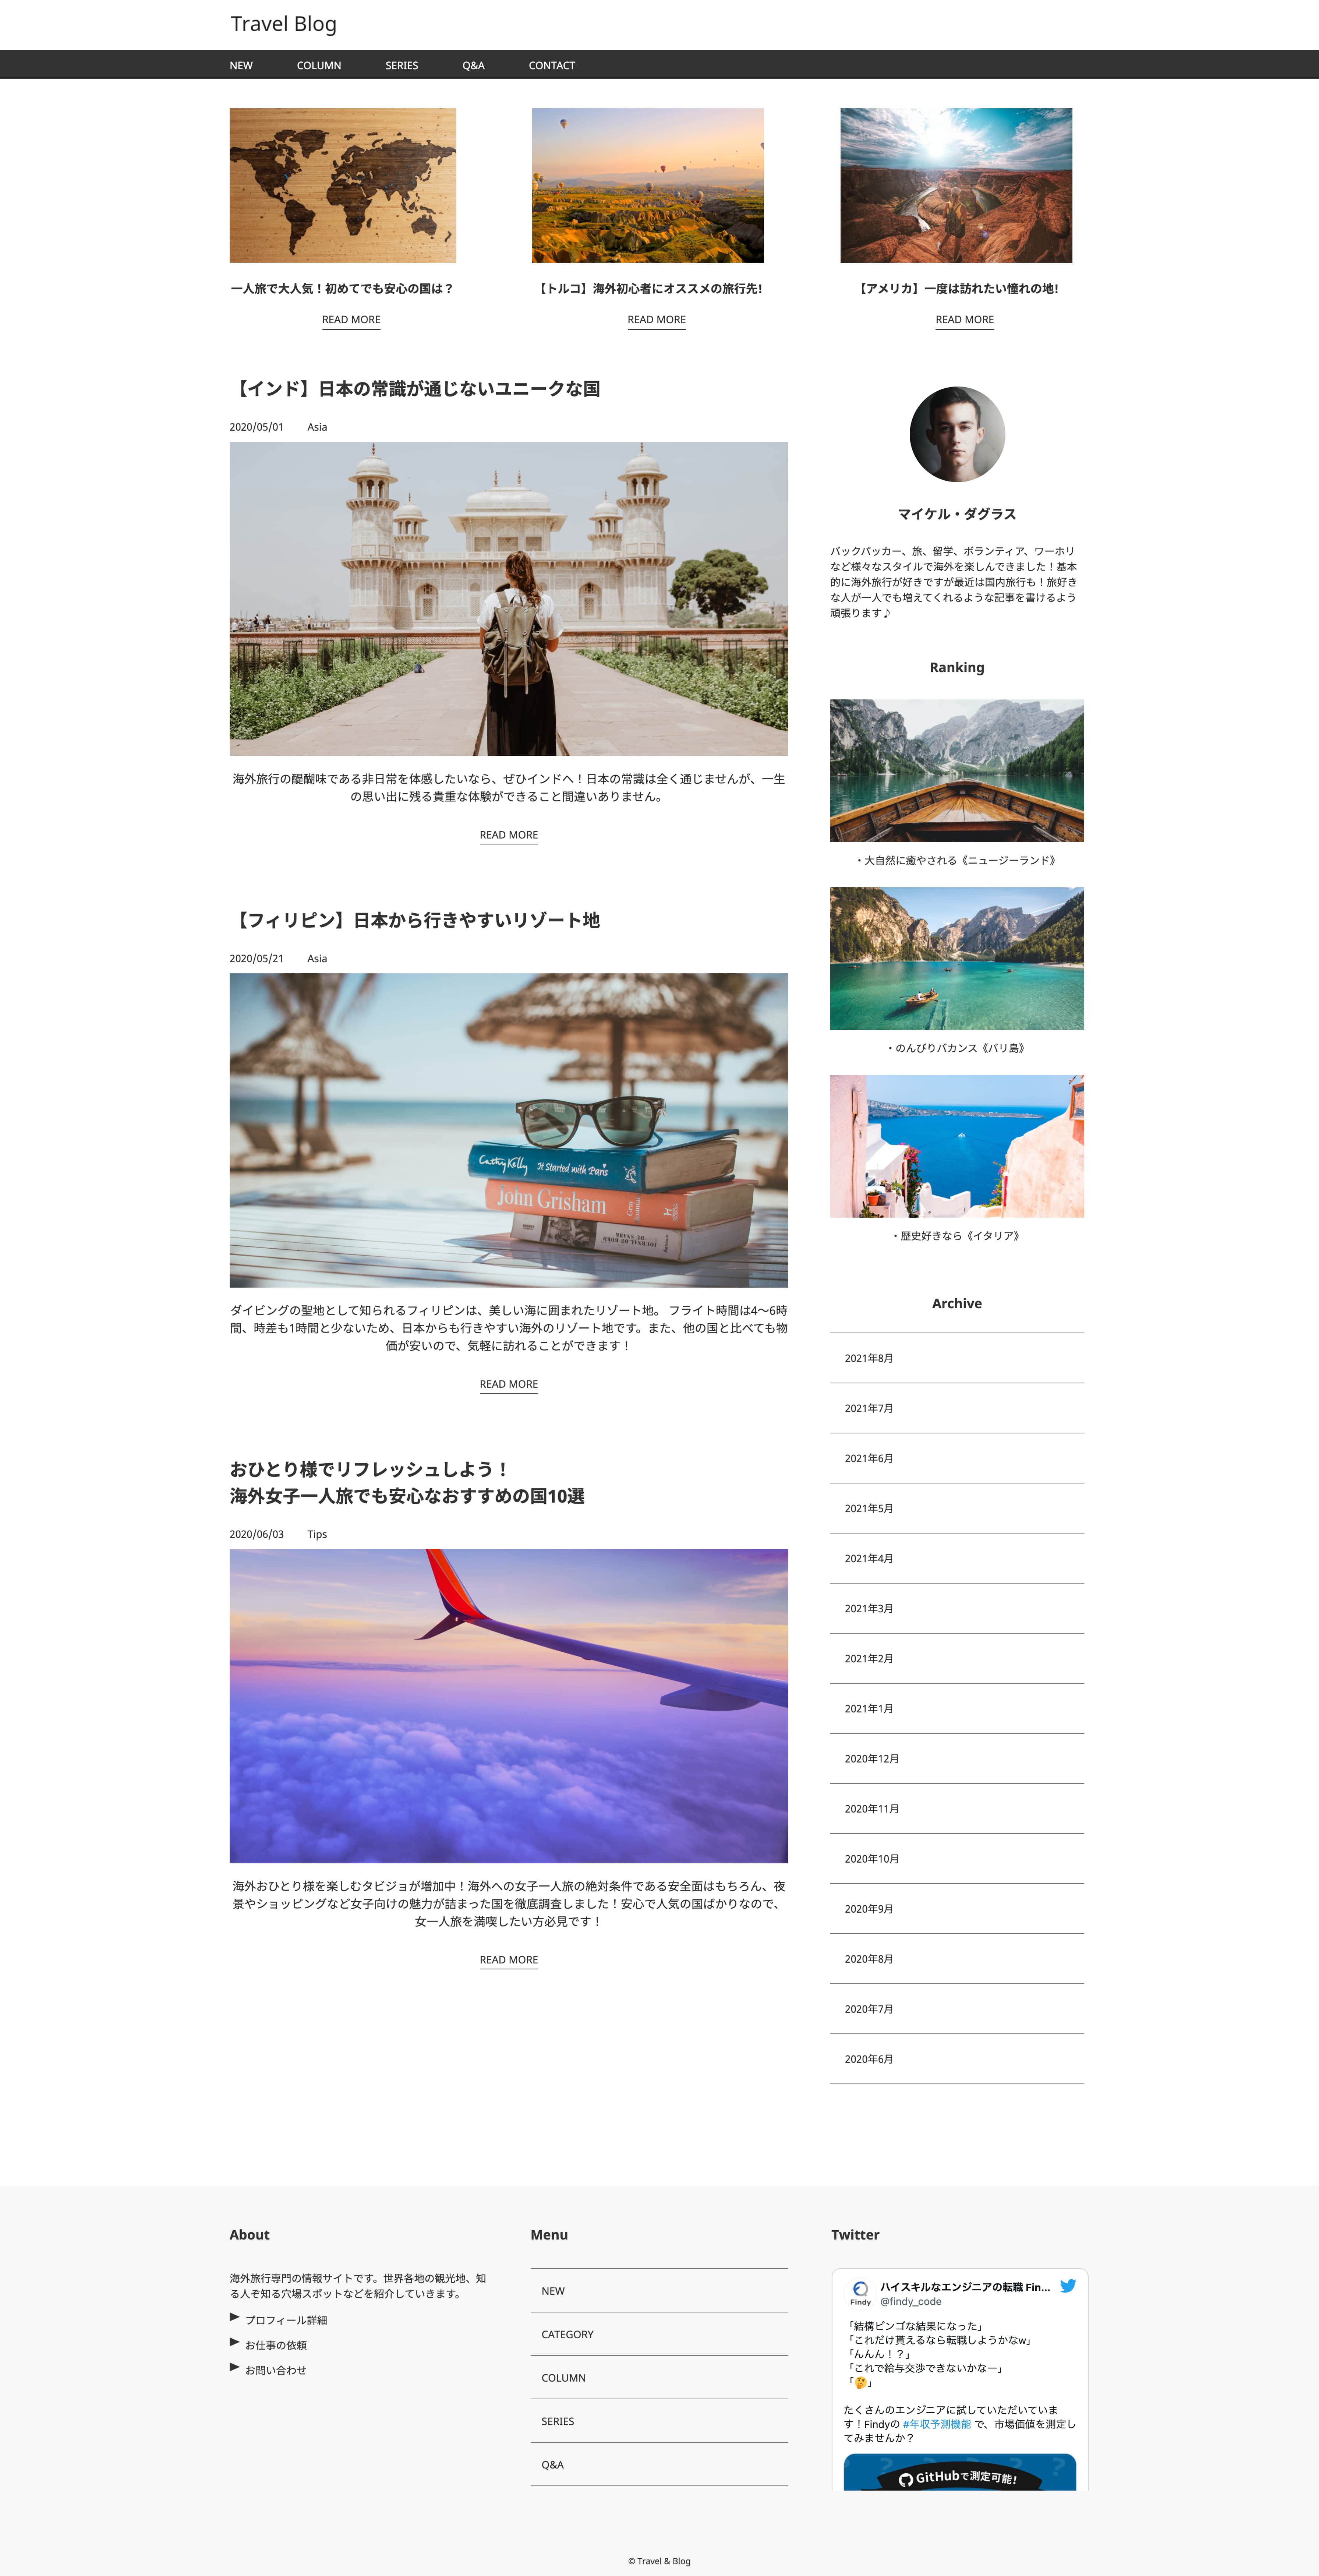 Travel Blog
NEW COLUMN SERIES Q&A CONTACT
一人旅で大人気！初めてでも安心の国は？
READ MORE
【トルコ】海外初心者にオススメの旅行先!
READ MORE
【アメリカ】一度は訪れたい憧れの地!
READ MORE
【インド】日本の常識が通じないユニークな国
2020/05/01 Asia
海外旅行の醍醐味である非日常を体感したいなら、ぜひインドへ！日本の常識は全く通じませんが、一生
の思い出に残る貴重な体験ができること間違いありません。
READ MORE
【フィリピン】日本から行きやすいリゾート地
2020/05/21 Asia
Cathy Kelly It Started with Paris
john Grisham
ダイビングの聖地として知られるフィリピンは、美しい海に囲まれたリゾート地。 フライト時間は4〜6時
間、時差も1時間と少ないため、日本からも行きやすい海外のリゾート地です。また、他の国と比べても物
価が安いので、気軽に訪れることができます！
READ MORE
おひとり様でリフレッシュしよう！
海外女子一人旅でも安心なおすすめの国10選
2020/06/03 Tips
海外おひとり様を楽しむタビジョが増加中！海外への女子一人旅の絶対条件である安全面はもちろん、夜
景やショッピングなど女子向けの魅力が詰まった国を徹底調査しました！安心で人気の国ばかりなので、
女一人旅を満喫したい方必見です！
READ MORE
マイケル・ダグラス
バックパッカー、旅、留学、ボランティア、ワーホリ
など様々なスタイルで海外を楽しんできました！基本
的に海外旅行が好きですが最近は国内旅行も！旅好き
な人が一人でも増えてくれるような記事を書けるよう
頑張ります♪
Ranking
・大自然に癒やされる《ニュージーランド》
・のんびりバカンス《バリ島》
・歴史好きなら《イタリア》
Archive
2021年8月
2021年7月
2021年6月
2021年5月
2021年4月
2021年3月
2021年2月
2021年1月
2020年12月
2020年11月
2020年10月
2020年9月
2020年8月
2020年7月
2020年6月
About
海外旅行専門の情報サイトです。世界各地の観光地、知
る人ぞ知る穴場スポットなどを紹介していきます。
プロフィール詳細
お仕事の依頼
お問い合わせ
Menu
NEW
CATEGORY
COLUMN
SERIES
Q&A
Twitter
Findy
ハイスキルなエンジニアの転職 Fin...
@findy_code
「結構ビンゴな結果になった」
「これだけ貰えるなら転職しようかなw」
「んんん！？」
「これで給与交渉できないかなー」
「🤔」
たくさんのエンジニアに試していただいていま
す！Findyの #年収予測機能 で、市場価値を測定し
てみませんか？
GitHubで測定可能!
© Travel & Blog